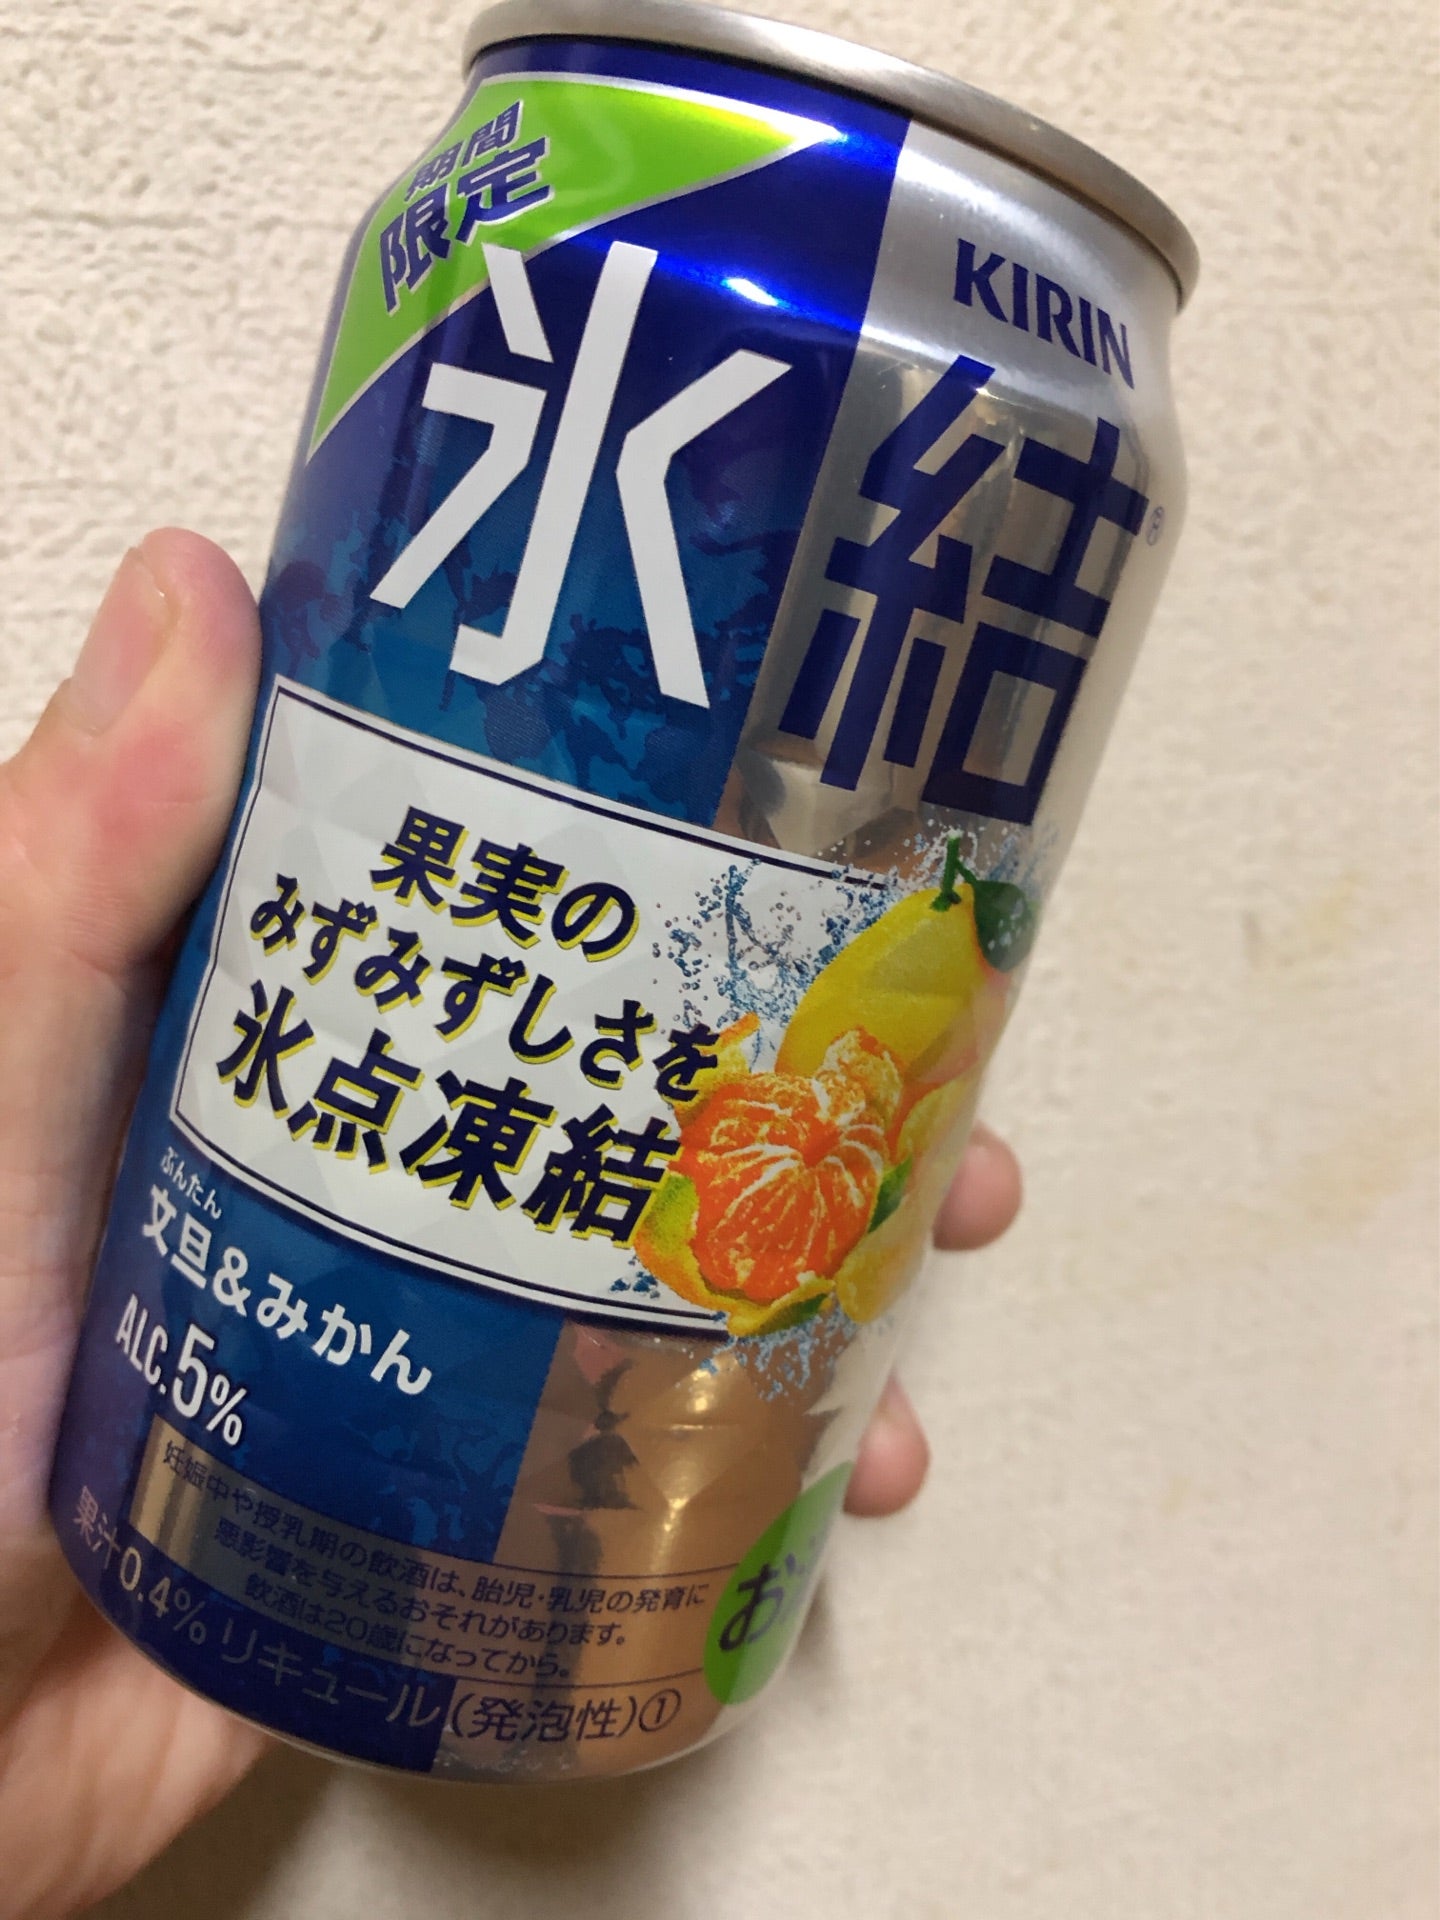 期間
限定
KIRIN
氷結®
果実の
みずみずしさを
氷点凍結
ぶんたん
文旦&みかん
ALC.5%
妊娠中や授乳期の飲酒は、胎児・乳児の発育に
悪影響を与えるおそれがあります。
飲酒は20歳になってから。
果汁0.4% リキュール(発泡性)①
お